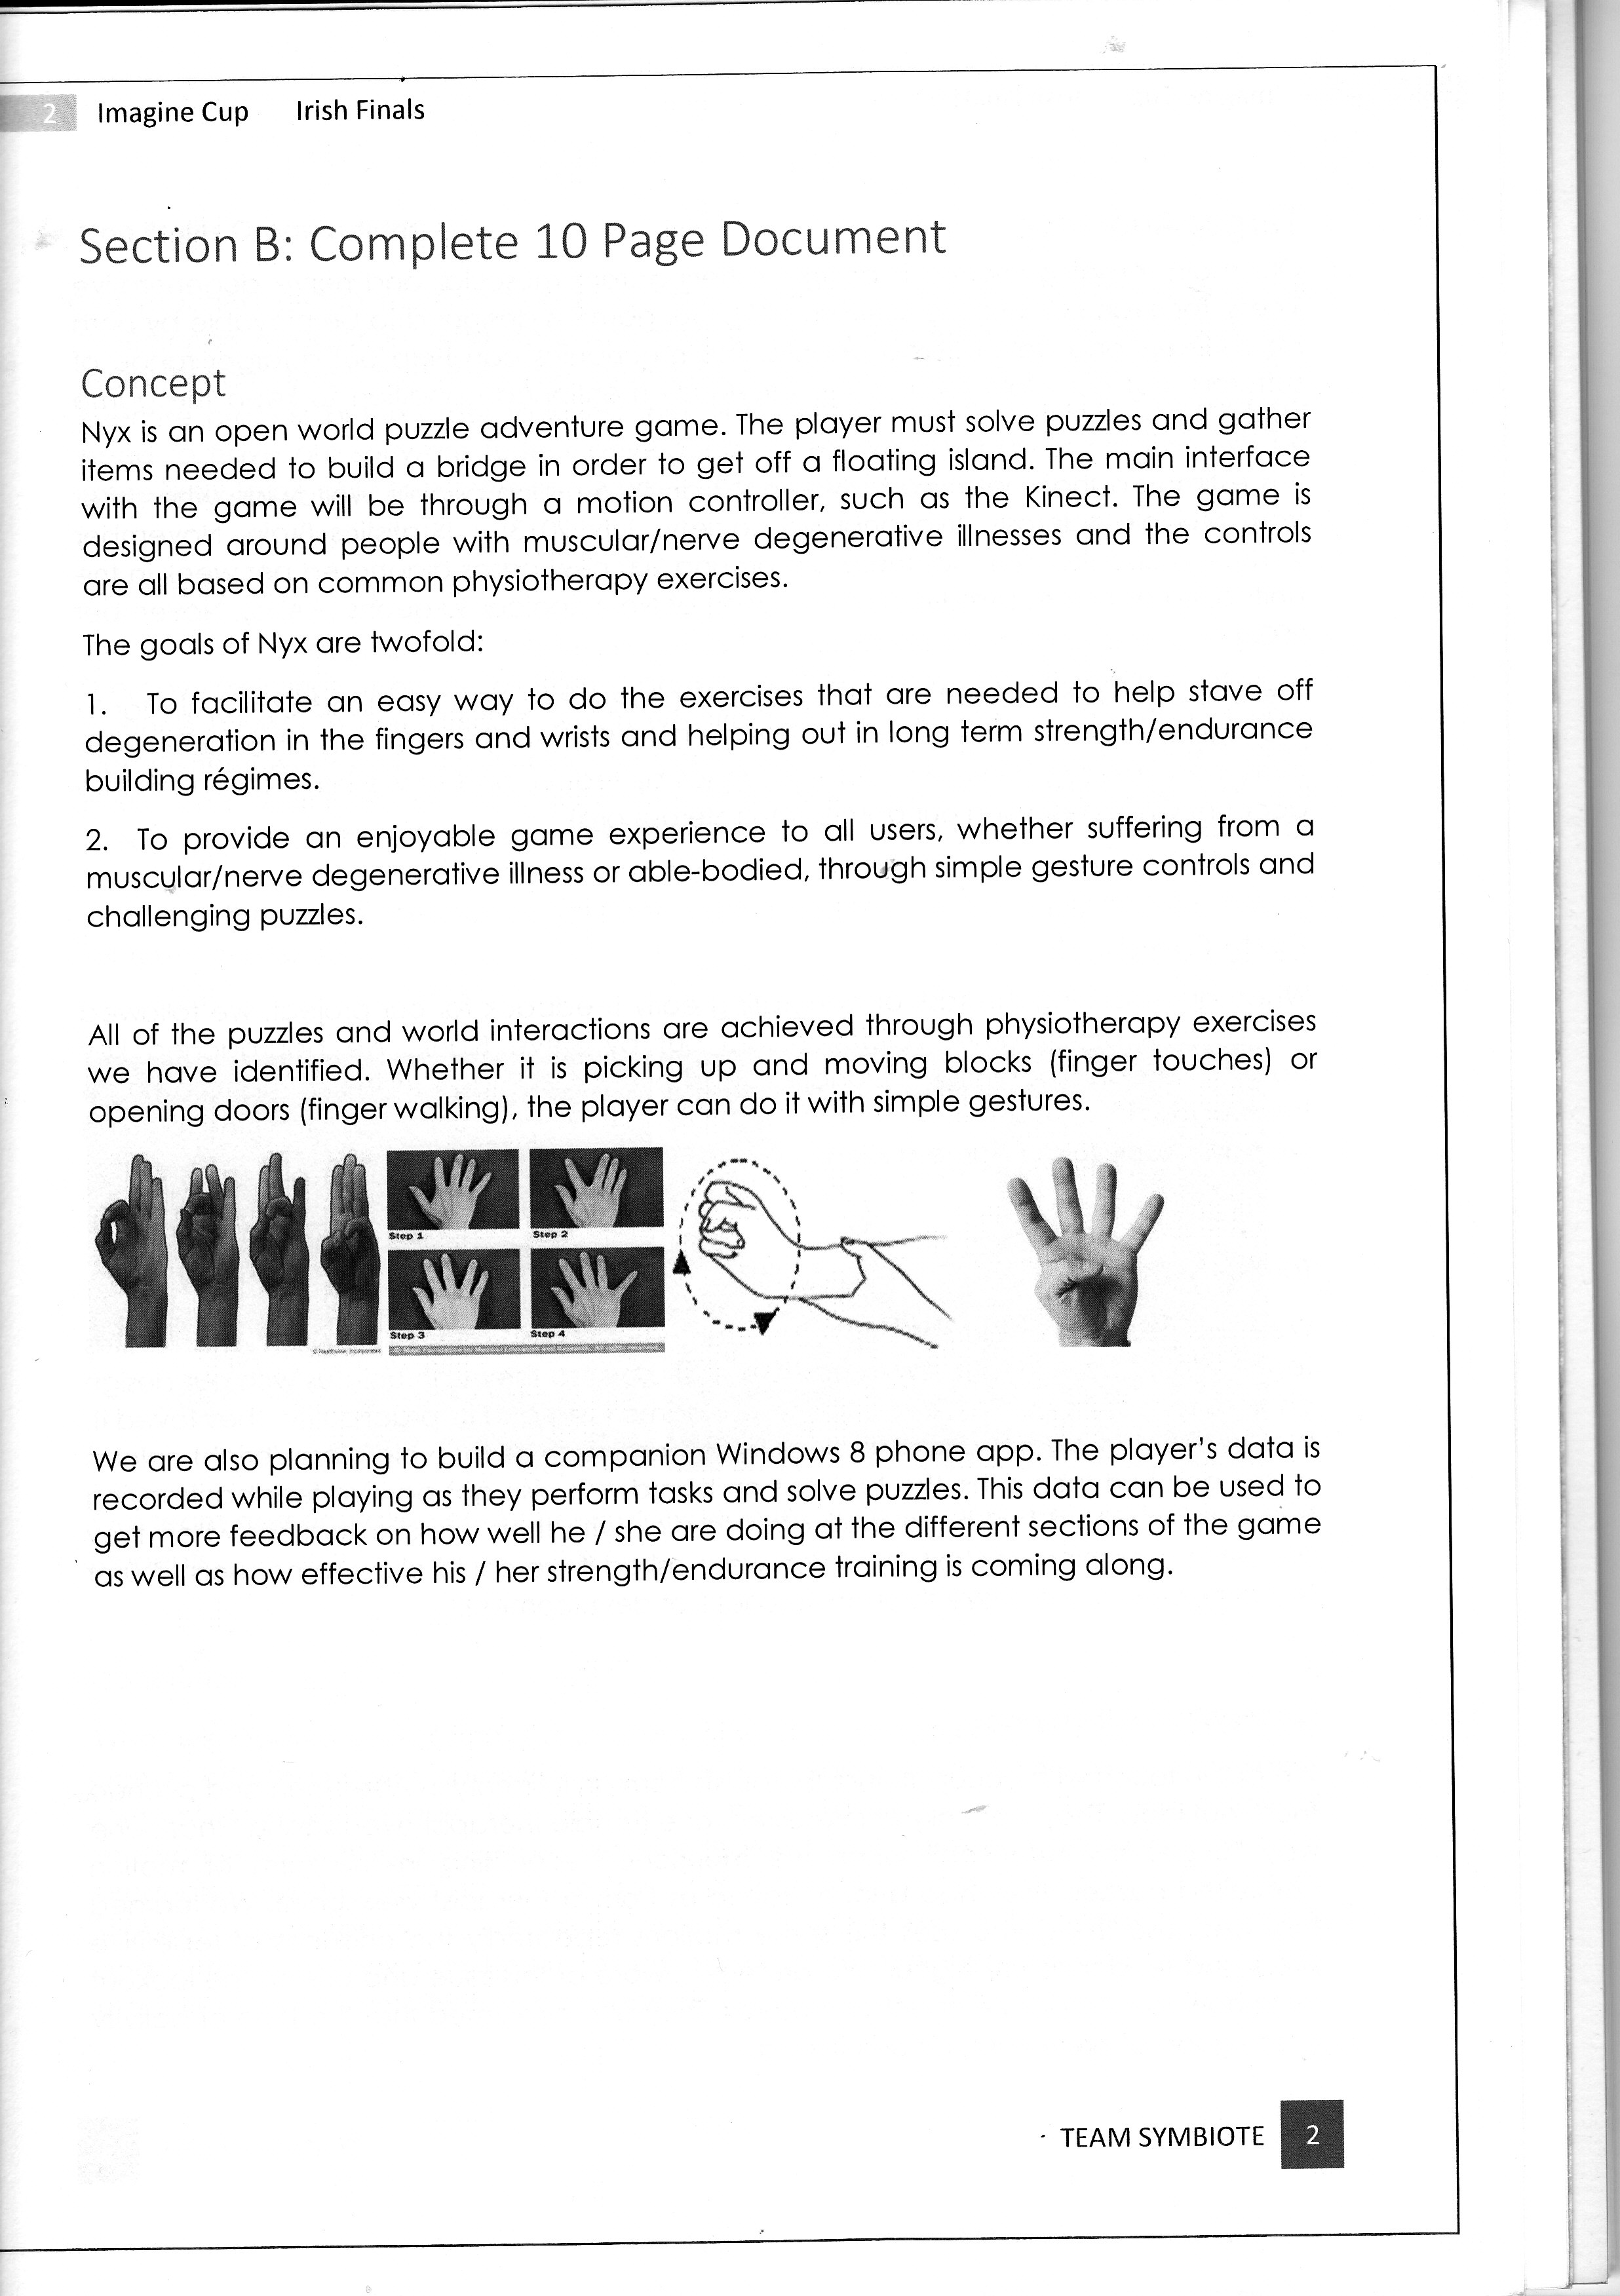 2 Imagine Cup Irish Finals
Section B: Complete 10 Page Document
Concept
Nyx is an open world puzzle adventure game. The player must solve puzzles and gather
items needed to build a bridge in order to get off a floating island. The main interface
with the game will be through a motion controller, such as the Kinect. The game is
designed around people with muscular/nerve degenerative illnesses and the controls
are all based on common physiotherapy exercises.
The goals of Nyx are twofold:
1. To facilitate an easy way to do the exercises that are needed to help stave off
degeneration in the fingers and wrists and helping out in long term strength/endurance
building régimes.
2. To provide an enjoyable game experience to all users, whether suffering from a
muscular/nerve degenerative illness or able-bodied, through simple gesture controls and
challenging puzzles.
All of the puzzles and world interactions are achieved through physiotherapy exercises
we have identified. Whether it is picking up and moving blocks (finger touches) or
opening doors (finger walking), the player can do it with simple gestures.
Step 1
Step 2
Step 3
Step 4
We are also planning to build a companion Windows 8 phone app. The player's data is
recorded while playing as they perform tasks and solve puzzles. This data can be used to
get more feedback on how well he / she are doing at the different sections of the game
as well as how effective his / her strength/endurance training is coming along.
TEAM SYMBIOTE 2